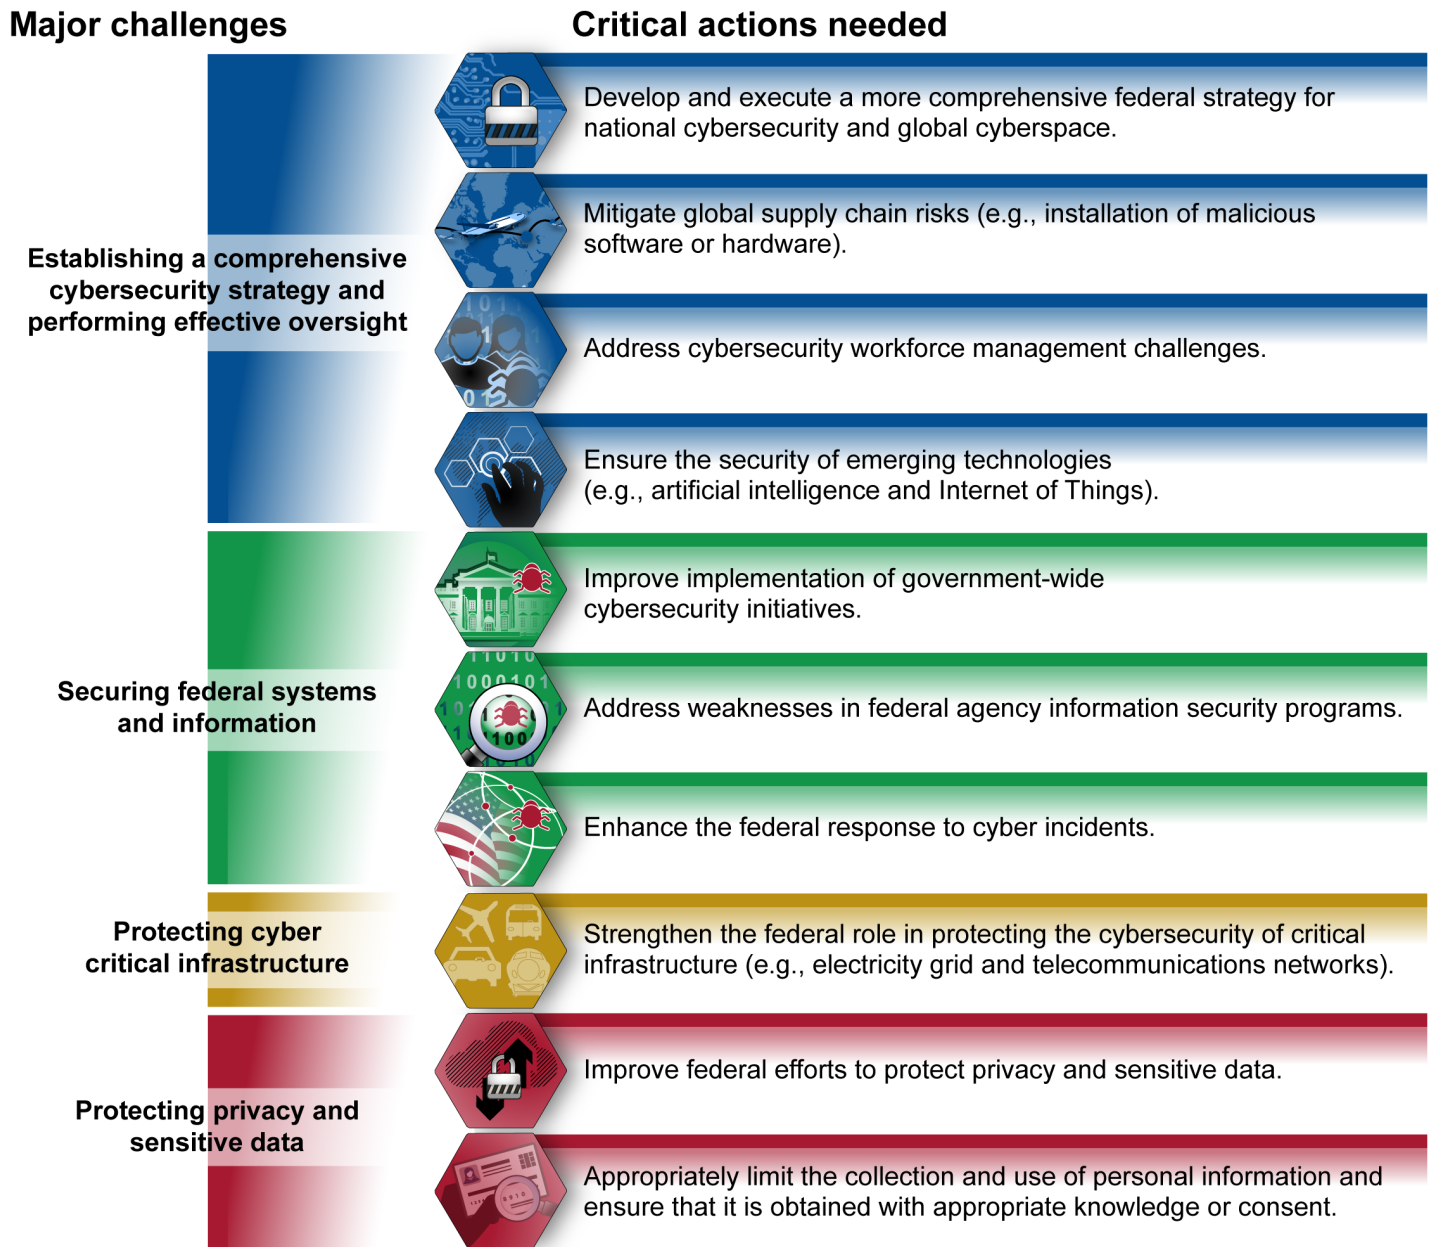 Major challenges
Critical actions needed
Establishing a comprehensive
cybersecurity strategy and
performing effective oversight
Develop and execute a more comprehensive federal strategy for
national cybersecurity and global cyberspace.
Mitigate global supply chain risks (e.g., installation of malicious
software or hardware).
Address cybersecurity workforce management challenges.
Ensure the security of emerging technologies
(e.g., artificial intelligence and Internet of Things).
Securing federal systems
and information
Improve implementation of government-wide
cybersecurity initiatives.
Address weaknesses in federal agency information security programs.
Enhance the federal response to cyber incidents.
Protecting cyber
critical infrastructure
Strengthen the federal role in protecting the cybersecurity of critical
infrastructure (e.g., electricity grid and telecommunications networks).
Protecting privacy and
sensitive data
Improve federal efforts to protect privacy and sensitive data.
Appropriately limit the collection and use of personal information and
ensure that it is obtained with appropriate knowledge or consent.